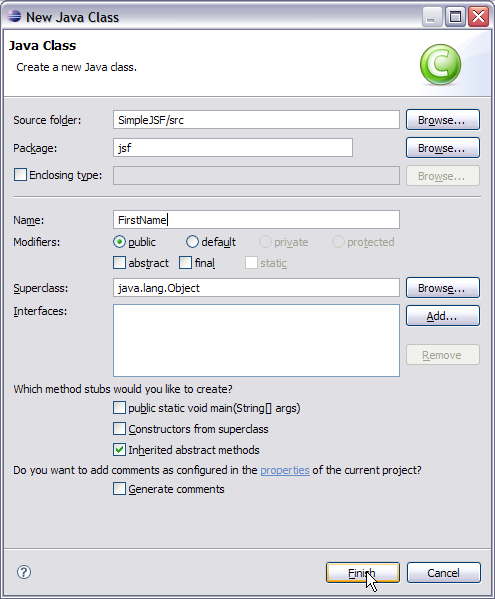 New Java Class
Java Class
Create a new Java class.
C
Source folder: SimpleJSF/src Browse...
Package: jsf Browse...
Enclosing type: Browse...
Name: FirstName
Modifiers: public default private protected
abstract final static
Superclass: java.lang.Object Browse...
Interfaces: Add...
Remove
Which method stubs would you like to create?
public static void main(String[] args)
Constructors from superclass
Inherited abstract methods
Do you want to add comments as configured in the properties of the current project?
Generate comments
? Finish Cancel